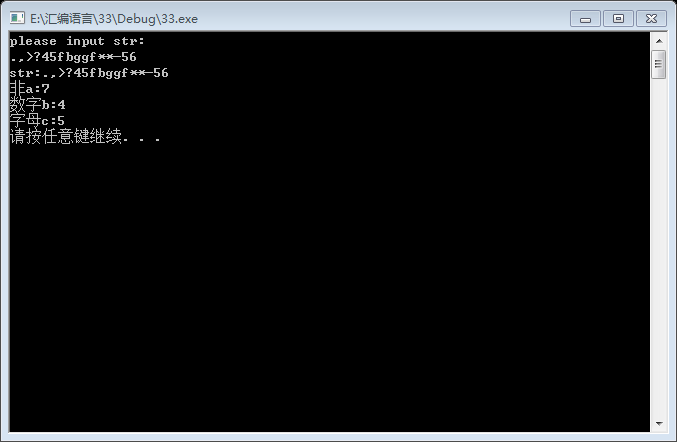 E:\汇编语言\33\Debug\33.exe
please input str:
.,>?45fbggf**-56
str:.,>?45fbggf**-56
非a:7
数字b:4
字母c:5
请按任意键继续. . .